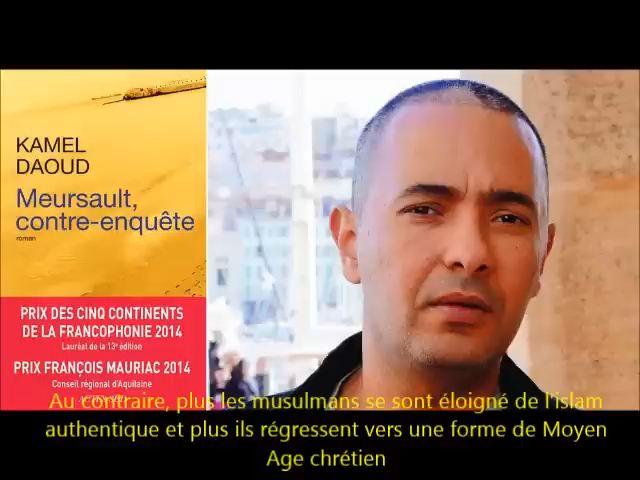 KAMEL
DAOUD
Meursault,
contre-enquête
roman
PRIX DES CINQ CONTINENTS
DE LA FRANCOPHONIE 2014
Lauréat de la 13e édition
PRIX FRANÇOIS MAURIAC 2014
Conseil régional d'Aquitaine
Au contraire, plus les musulmans se sont éloigné de l'islam
authentique et plus ils régressent vers une forme de Moyen
Age chrétien